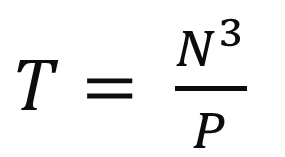 T = N³/P